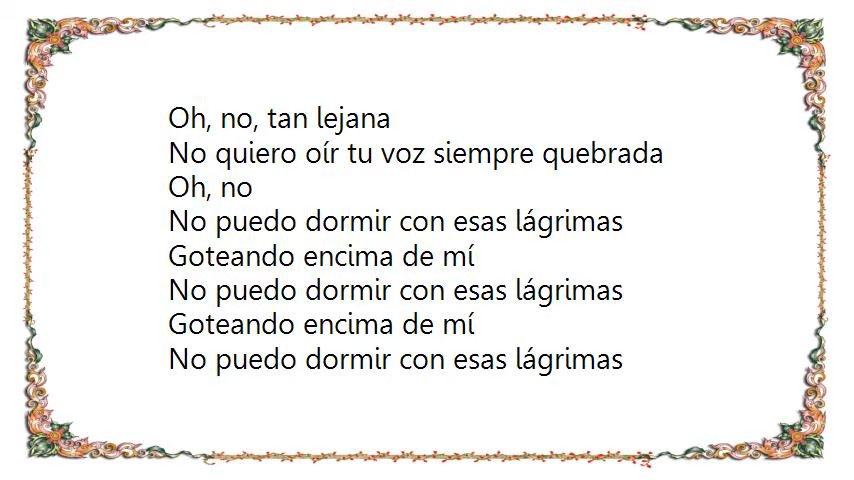 Oh, no, tan lejana
No quiero oír tu voz siempre quebrada
Oh, no
No puedo dormir con esas lágrimas
Goteando encima de mí
No puedo dormir con esas lágrimas
Goteando encima de mí
No puedo dormir con esas lágrimas